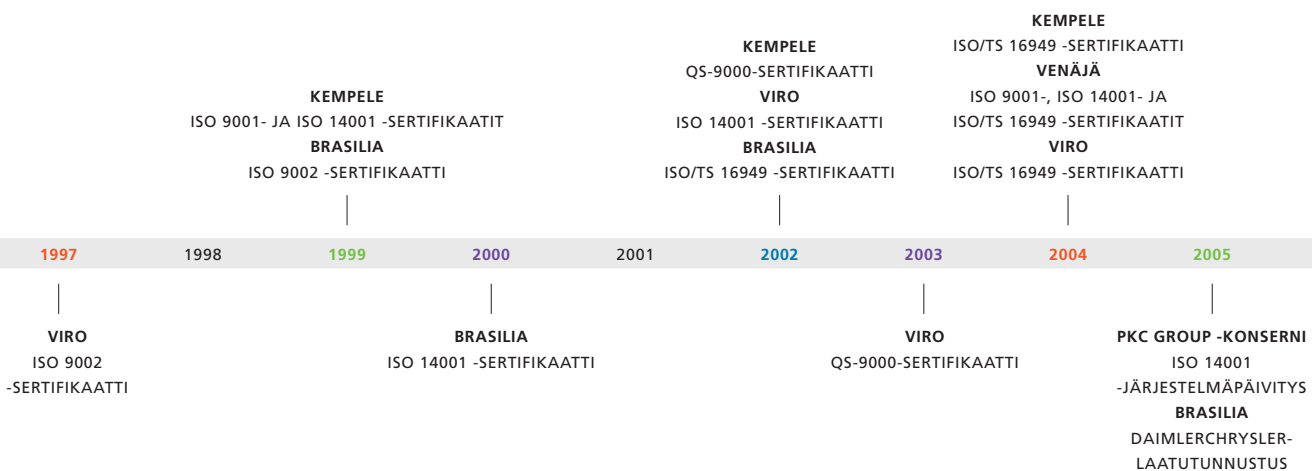 KEMPELE
ISO 9001- JA ISO 14001 -SERTIFIKAATIT
BRASILIA
ISO 9002 -SERTIFIKAATTI
KEMPELE
QS-9000-SERTIFIKAATTI
VIRO
ISO 14001 -SERTIFIKAATTI
BRASILIA
ISO/TS 16949 -SERTIFIKAATTI
KEMPELE
ISO/TS 16949 -SERTIFIKAATTI
VENÄJÄ
ISO 9001-, ISO 14001- JA
ISO/TS 16949 -SERTIFIKAATIT
VIRO
ISO/TS 16949 -SERTIFIKAATTI
1997 1998 1999 2000 2001 2002 2003 2004 2005
VIRO
ISO 9002
-SERTIFIKAATTI
BRASILIA
ISO 14001 -SERTIFIKAATTI
VIRO
QS-9000-SERTIFIKAATTI
PKC GROUP -KONSERNI
ISO 14001
-JÄRJESTELMÄPÄIVITYS
BRASILIA
DAIMLERCHRYSLER-
LAATUTUNNUSTUS